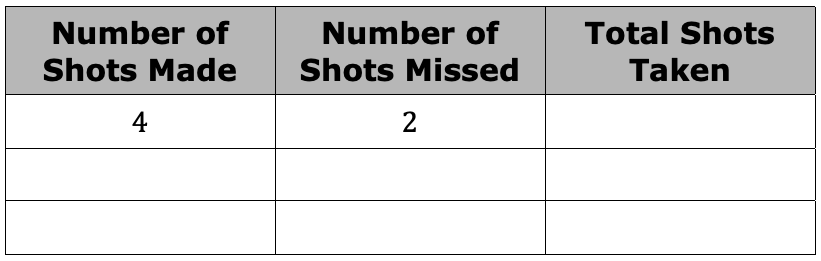 Number of Shots Made
Number of Shots Missed
Total Shots Taken
4 2